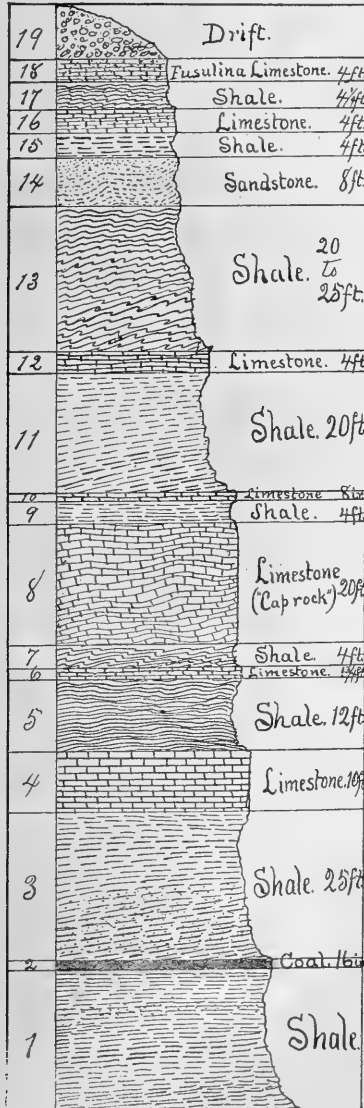 19 Drift.
18 Fusulina Limestone. 4ft
17 Shale.
16 Limestone. 4ft
15 Shale. 4ft
14 Sandstone. 8ft.
13 Shale. 20 to 25ft.
12 Limestone. 4ft
11 Shale. 20ft
10 Limestone 8in
9 Shale. 4ft
8 Limestone
("Cap rock") 20ft
7 Shale. 4ft
6 Limestone.
5 Shale. 12ft
4 Limestone. 10ft
3 Shale. 25ft
2 Coal. 16in
1 Shale